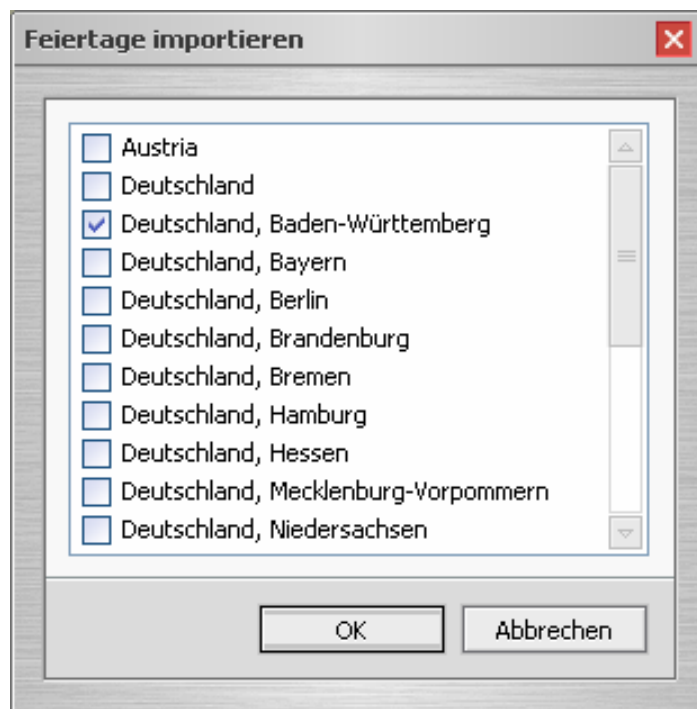 Feiertage importieren
Austria
Deutschland
Deutschland, Baden-Württemberg
Deutschland, Bayern
Deutschland, Berlin
Deutschland, Brandenburg
Deutschland, Bremen
Deutschland, Hamburg
Deutschland, Hessen
Deutschland, Mecklenburg-Vorpommern
Deutschland, Niedersachsen
OK Abbrechen